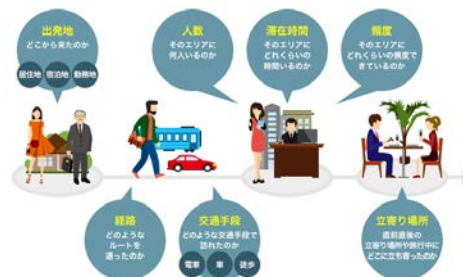 出発地
どこから来たのか
居住地 宿泊地 勤務地
人数
そのエリアに
何人いるのか
滞在時間
そのエリアに
どれくらいの
時間いるのか
頻度
そのエリアに
どれくらいの頻度で
きているのか
経路
どのような
ルートを
通ったのか
交通手段
どのような交通手段で
訪れたのか
電車 車 徒歩
立寄り場所
直前直後の
立寄り場所や旅行中に
どこに立ち寄ったのか